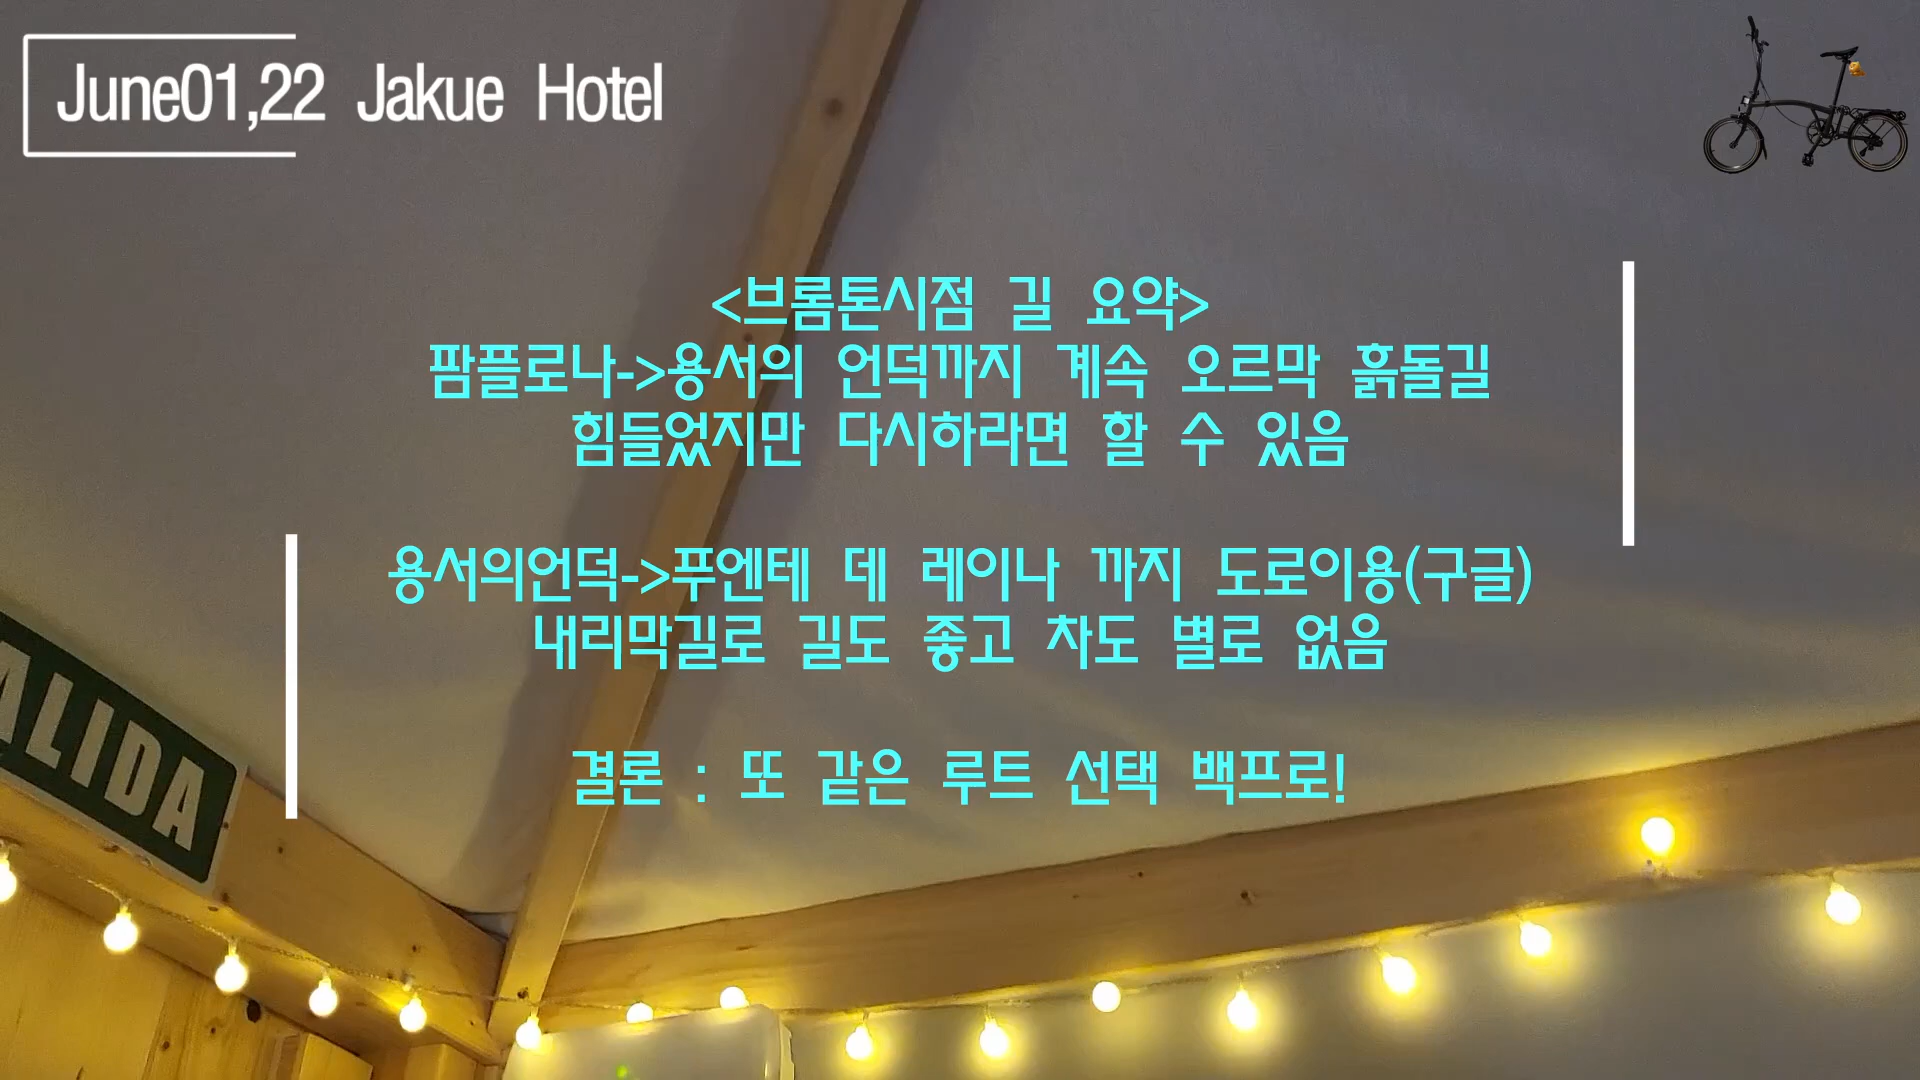 June01,22 Jakue Hotel
<브롬톤시점 길 요약>
팜플로나->용서의 언덕까지 계속 오르막 흙돌길
힘들었지만 다시하라면 할 수 있음
용서의언덕->푸엔테 데 레이나 까지 도로이용(구글)
내리막길로 길도 좋고 차도 별로 없음
결론 : 또 같은 루트 선택 백프로!
ALIDA